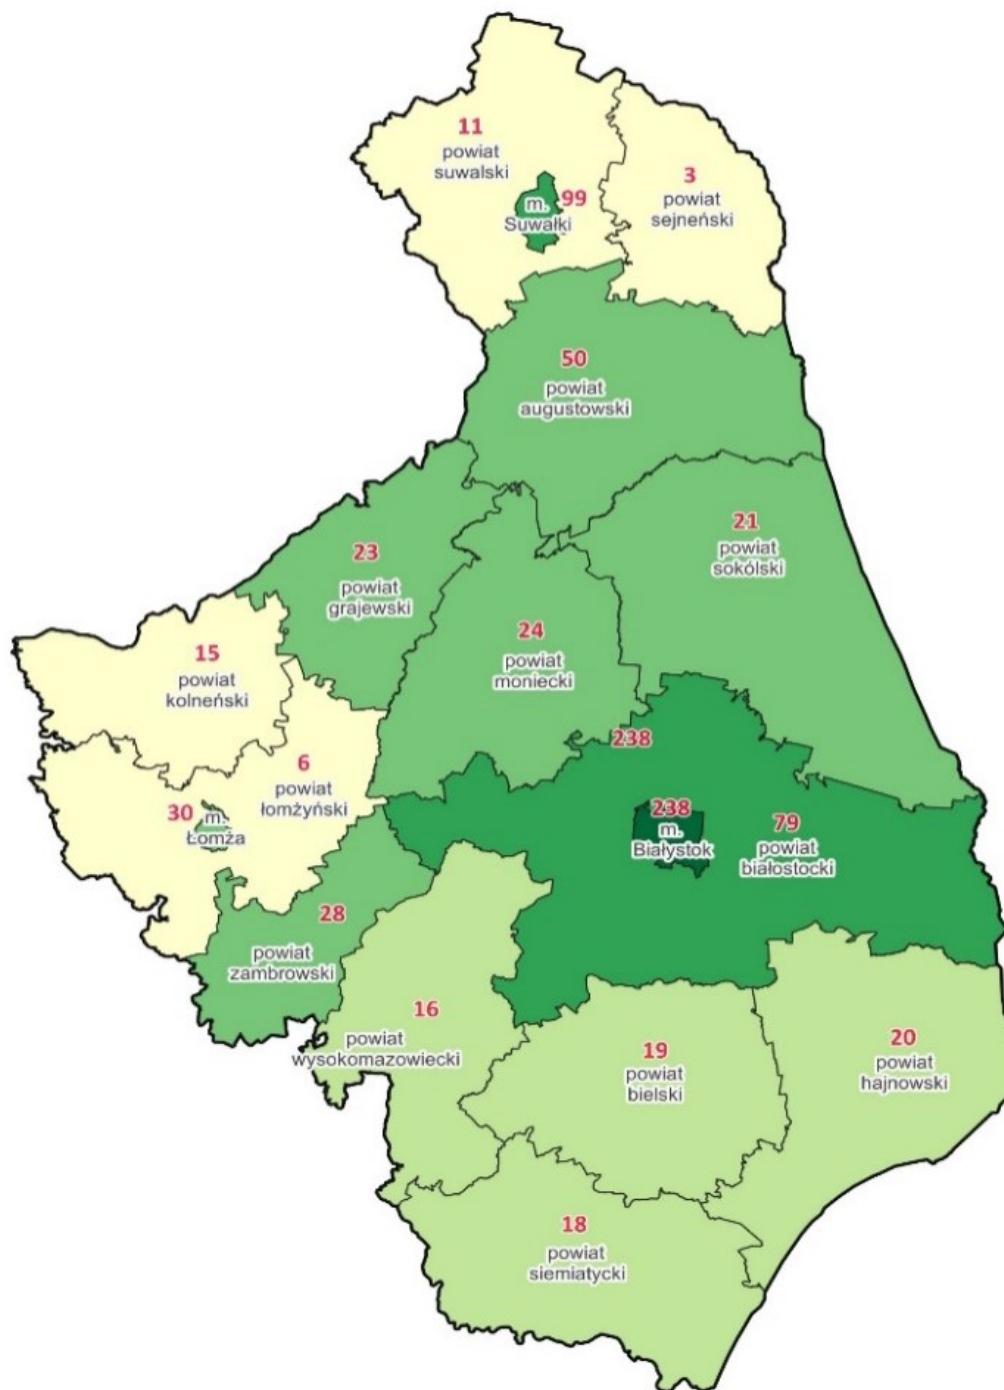 11
powiat
suwalski
3
powiat
sejneński
99
m.
Suwałki
50
powiat
augustowski
21
powiat
sokólski
23
powiat
grajewski
24
powiat
moniecki
15
powiat
kolneński
238
6
powiat
łomżyński
30
m.
Łomża
238
m.
Białystok
79
powiat
białostocki
28
powiat
zambrowski
16
powiat
wysokomazowiecki
19
powiat
bielski
20
powiat
hajnowski
18
powiat
siemiatycki